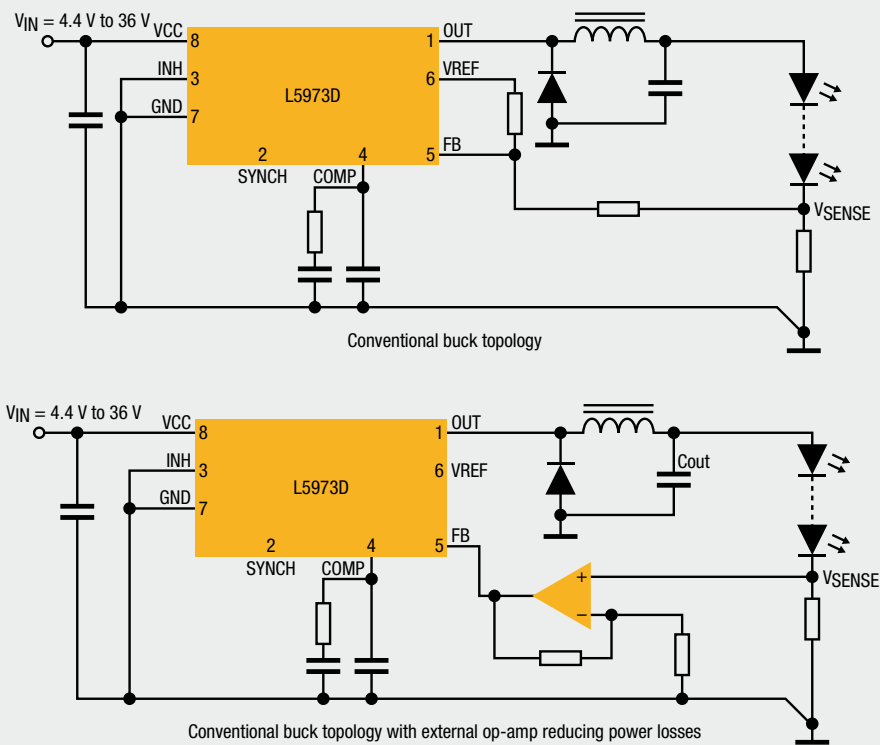 VIN = 4.4 V to 36 V
VCC 8
1 OUT
INH 3
6 VREF
L5973D
GND 7
2
4
5 FB
SYNCH
COMP
VSENSE
Conventional buck topology
VIN = 4.4 V to 36 V
VCC 8
1 OUT
INH 3
6 VREF
Cout
L5973D
GND 7
2
4
5 FB
SYNCH
COMP
+
VSENSE
–
Conventional buck topology with external op-amp reducing power losses